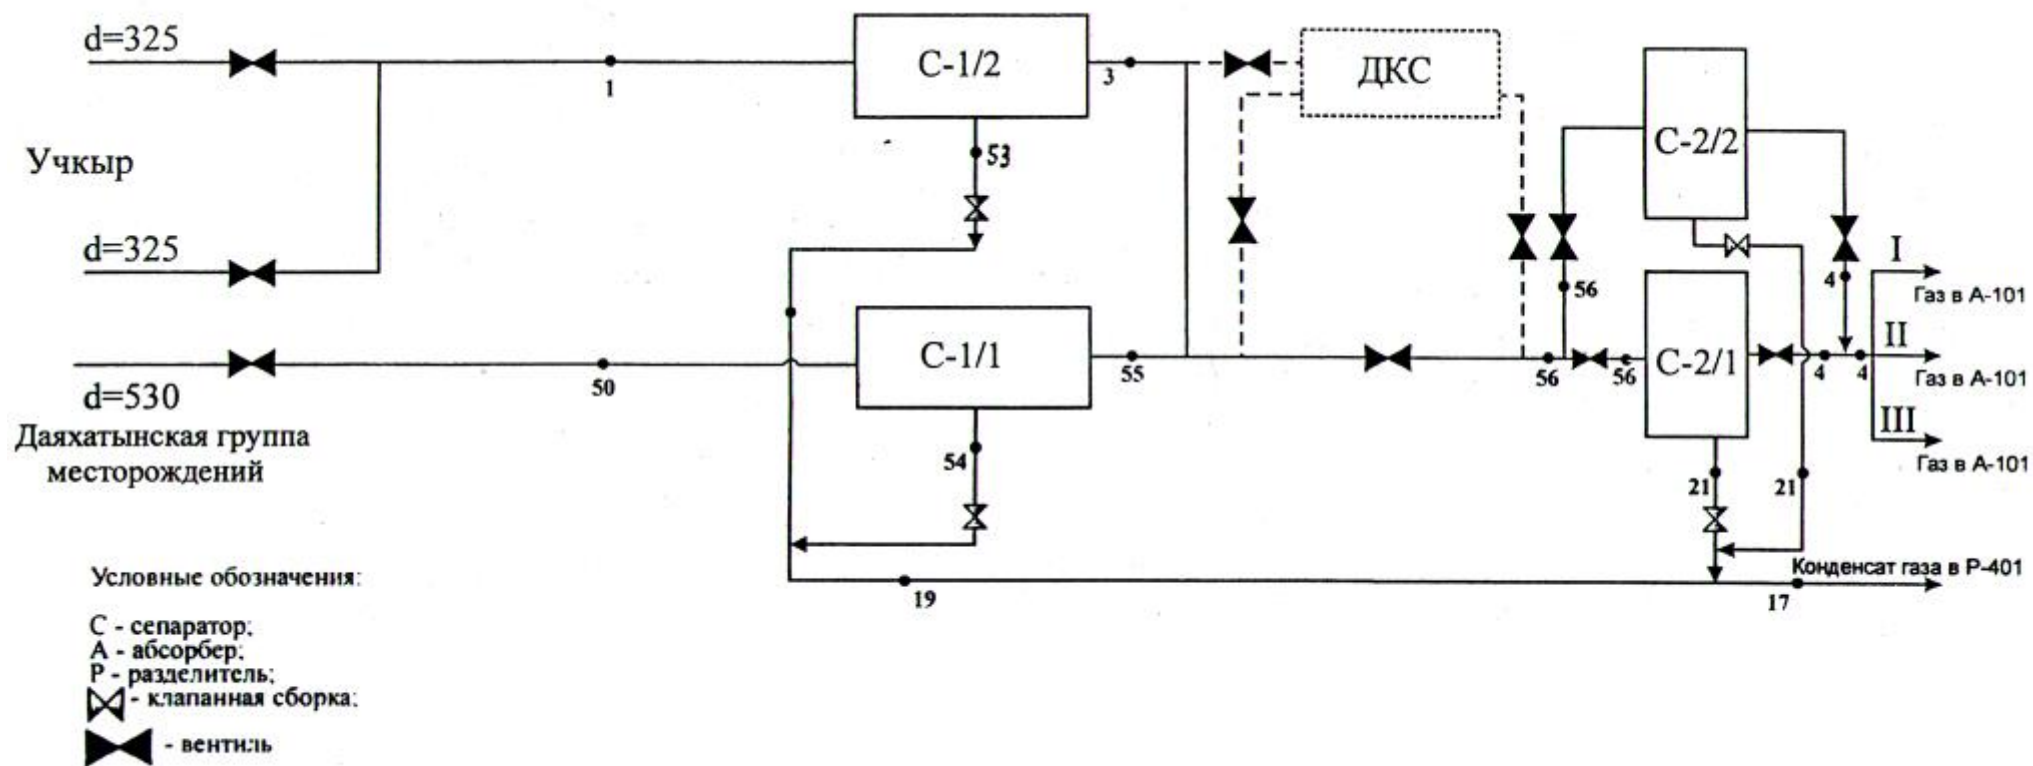 d=325
С-1/2
ДКС
1
3
С-2/2
53
Учкыр
d=325
I
4
56
Газ в А-101
II
С-1/1
С-2/1
55
56
56
4
4
Газ в А-101
50
d=530
III
Даяхатынская группа
месторождений
54
Газ в А-101
21
21
Условные обозначения:
Конденсат газа в Р-401
19
17
С - сепаратор;
А - абсорбер;
Р - разделитель;
- клапанная сборка;
- вентиль